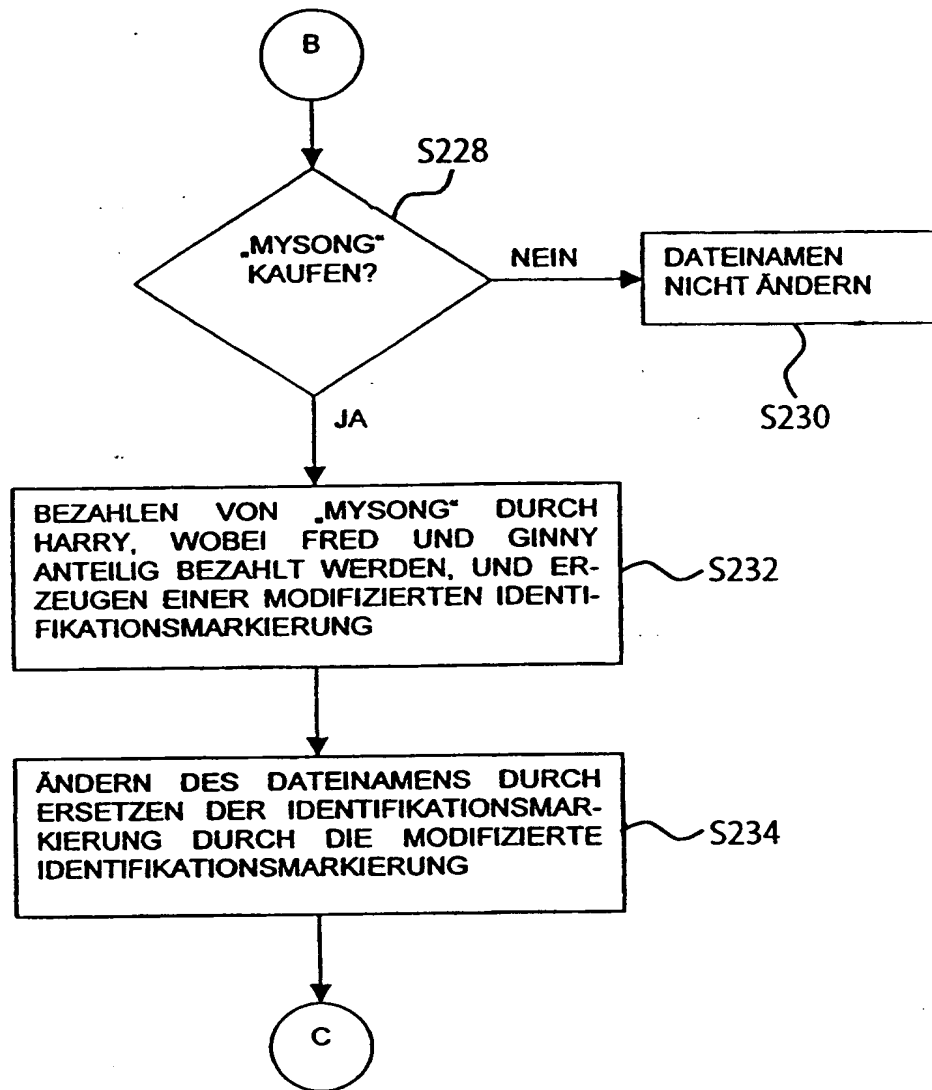 B
S228
„MYSONG“
KAUFEN?
NEIN
DATEINAMEN
NICHT ÄNDERN
S230
JA
BEZAHLEN VON „MYSONG“ DURCH
HARRY, WOBEI FRED UND GINNY
ANTEILIG BEZAHLT WERDEN, UND ER-
ZEUGEN EINER MODIFIZIERTEN IDENTI-
FIKATIONSMARKIERUNG
S232
ÄNDERN DES DATEINAMENS DURCH
ERSETZEN DER IDENTIFIKATIONSMAR-
KIERUNG DURCH DIE MODIFIZIERTE
IDENTIFIKATIONSMARKIERUNG
S234
C